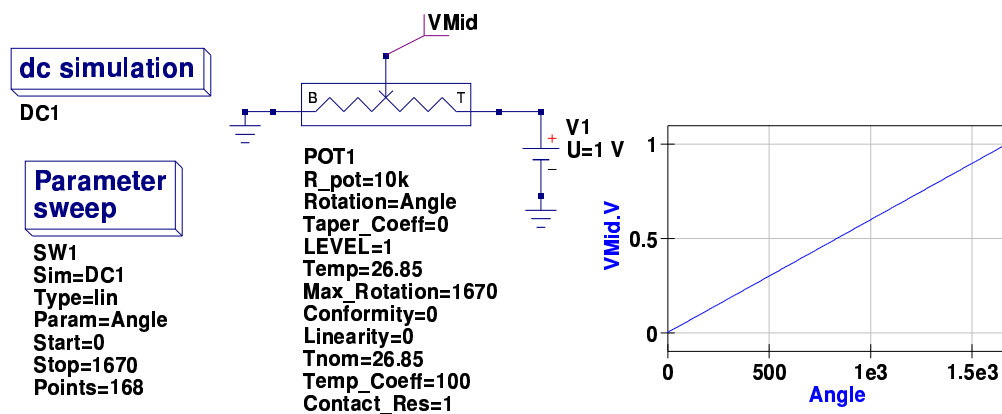 VMid
dc simulation
DC1
B
T
V1
U=1 V
+
−
Parameter
sweep
SW1
Sim=DC1
Type=lin
Param=Angle
Start=0
Stop=1670
Points=168
POT1
R_pot=10k
Rotation=Angle
Taper_Coeff=0
LEVEL=1
Temp=26.85
Max_Rotation=1670
Conformity=0
Linearity=0
Tnom=26.85
Temp_Coeff=100
Contact_Res=1
VMid.V
1
0.5
0
0
500
1e3
1.5e3
Angle